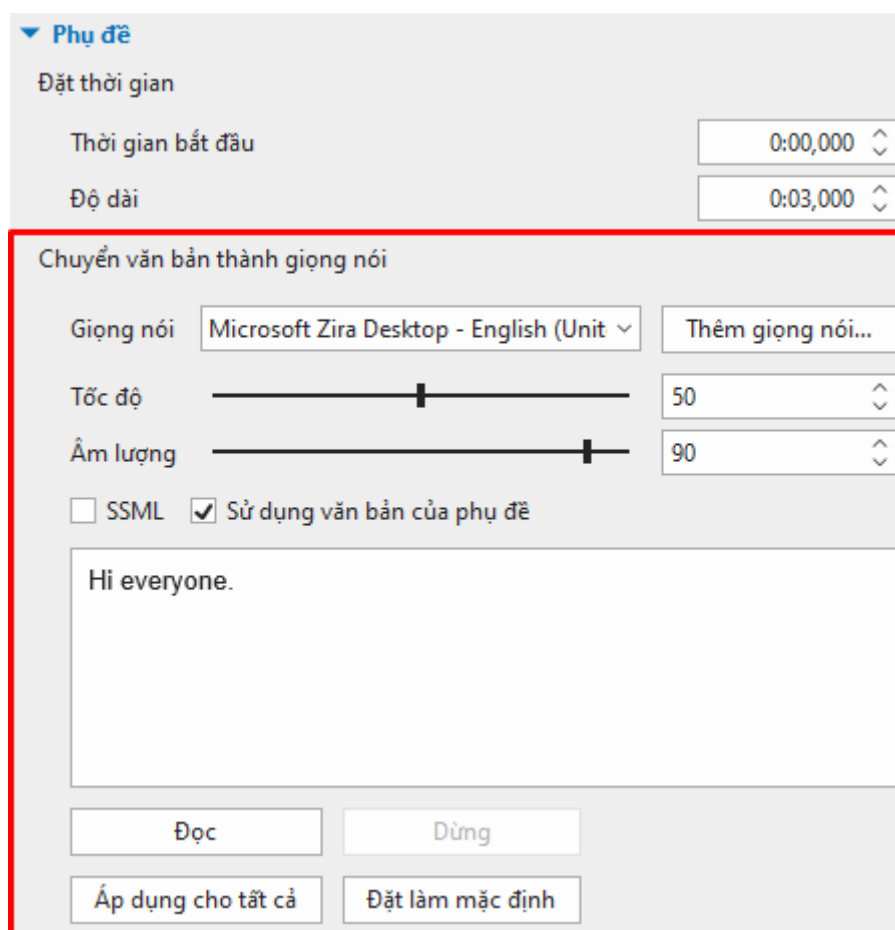 Phụ đề
Đặt thời gian
Thời gian bắt đầu 0:00,000
Độ dài 0:03,000
Chuyển văn bản thành giọng nói
Giọng nói Microsoft Zira Desktop - English (Unit Thêm giọng nói...
Tốc độ 50
Âm lượng 90
SSML Sử dụng văn bản của phụ đề
Hi everyone.
Đọc Dừng
Áp dụng cho tất cả Đặt làm mặc định